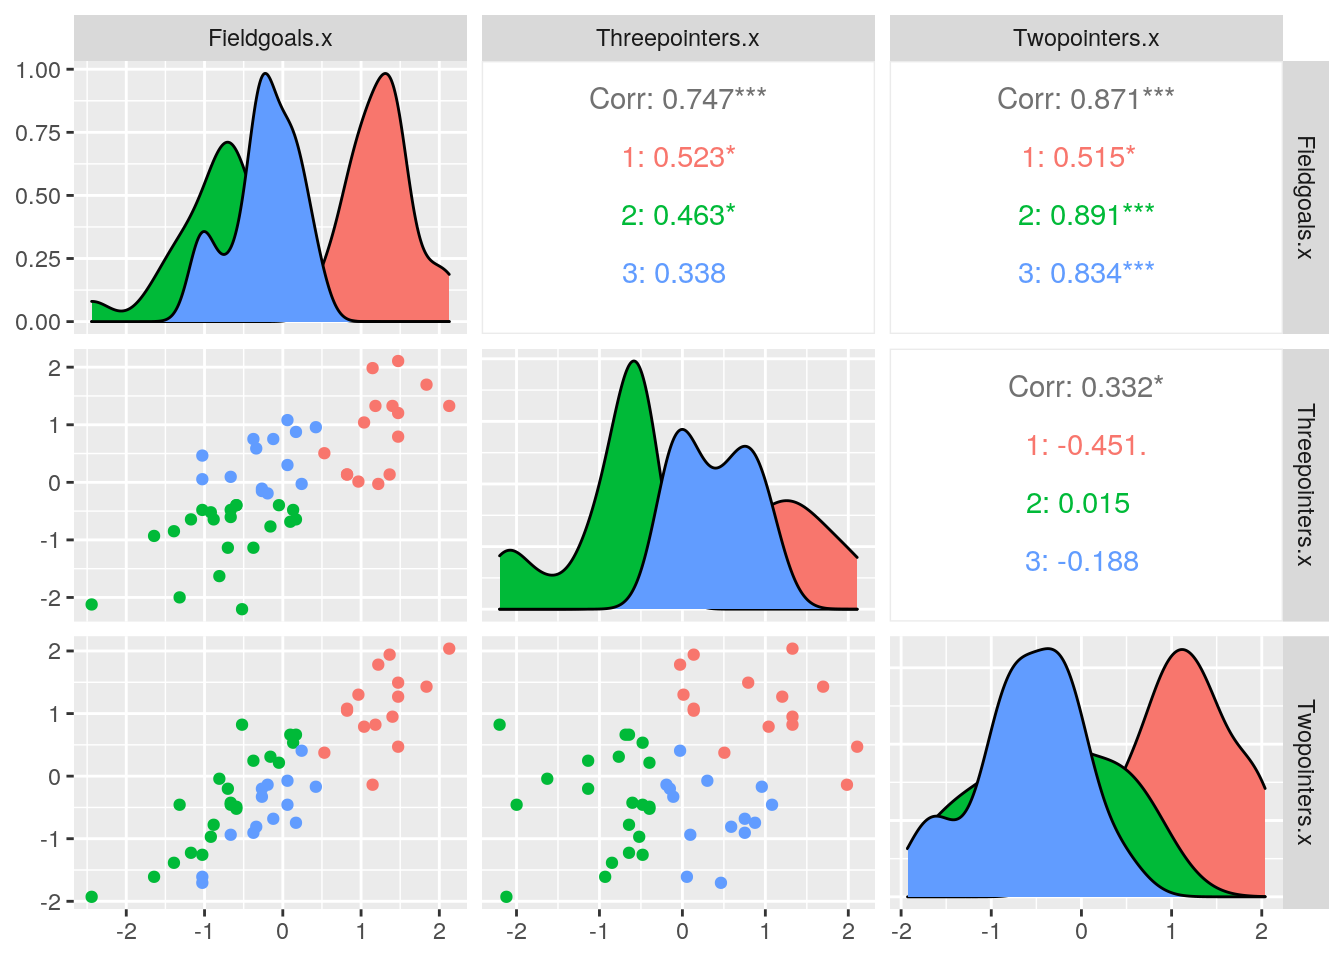 Fieldgoals.x
Threepointers.x
Twopointers.x
1.00
0.75
0.50
0.25
0.00
Corr: 0.747***
1: 0.523*
2: 0.463*
3: 0.338
Corr: 0.871***
1: 0.515*
2: 0.891***
3: 0.834***
Fieldgoals.x
2
1
0
-1
-2
Corr: 0.332*
1: -0.451.
2: 0.015
3: -0.188
Threepointers.x
2
1
0
-1
-2
Twopointers.x
-2 -1 0 1 2
-2 -1 0 1 2
-2 -1 0 1 2